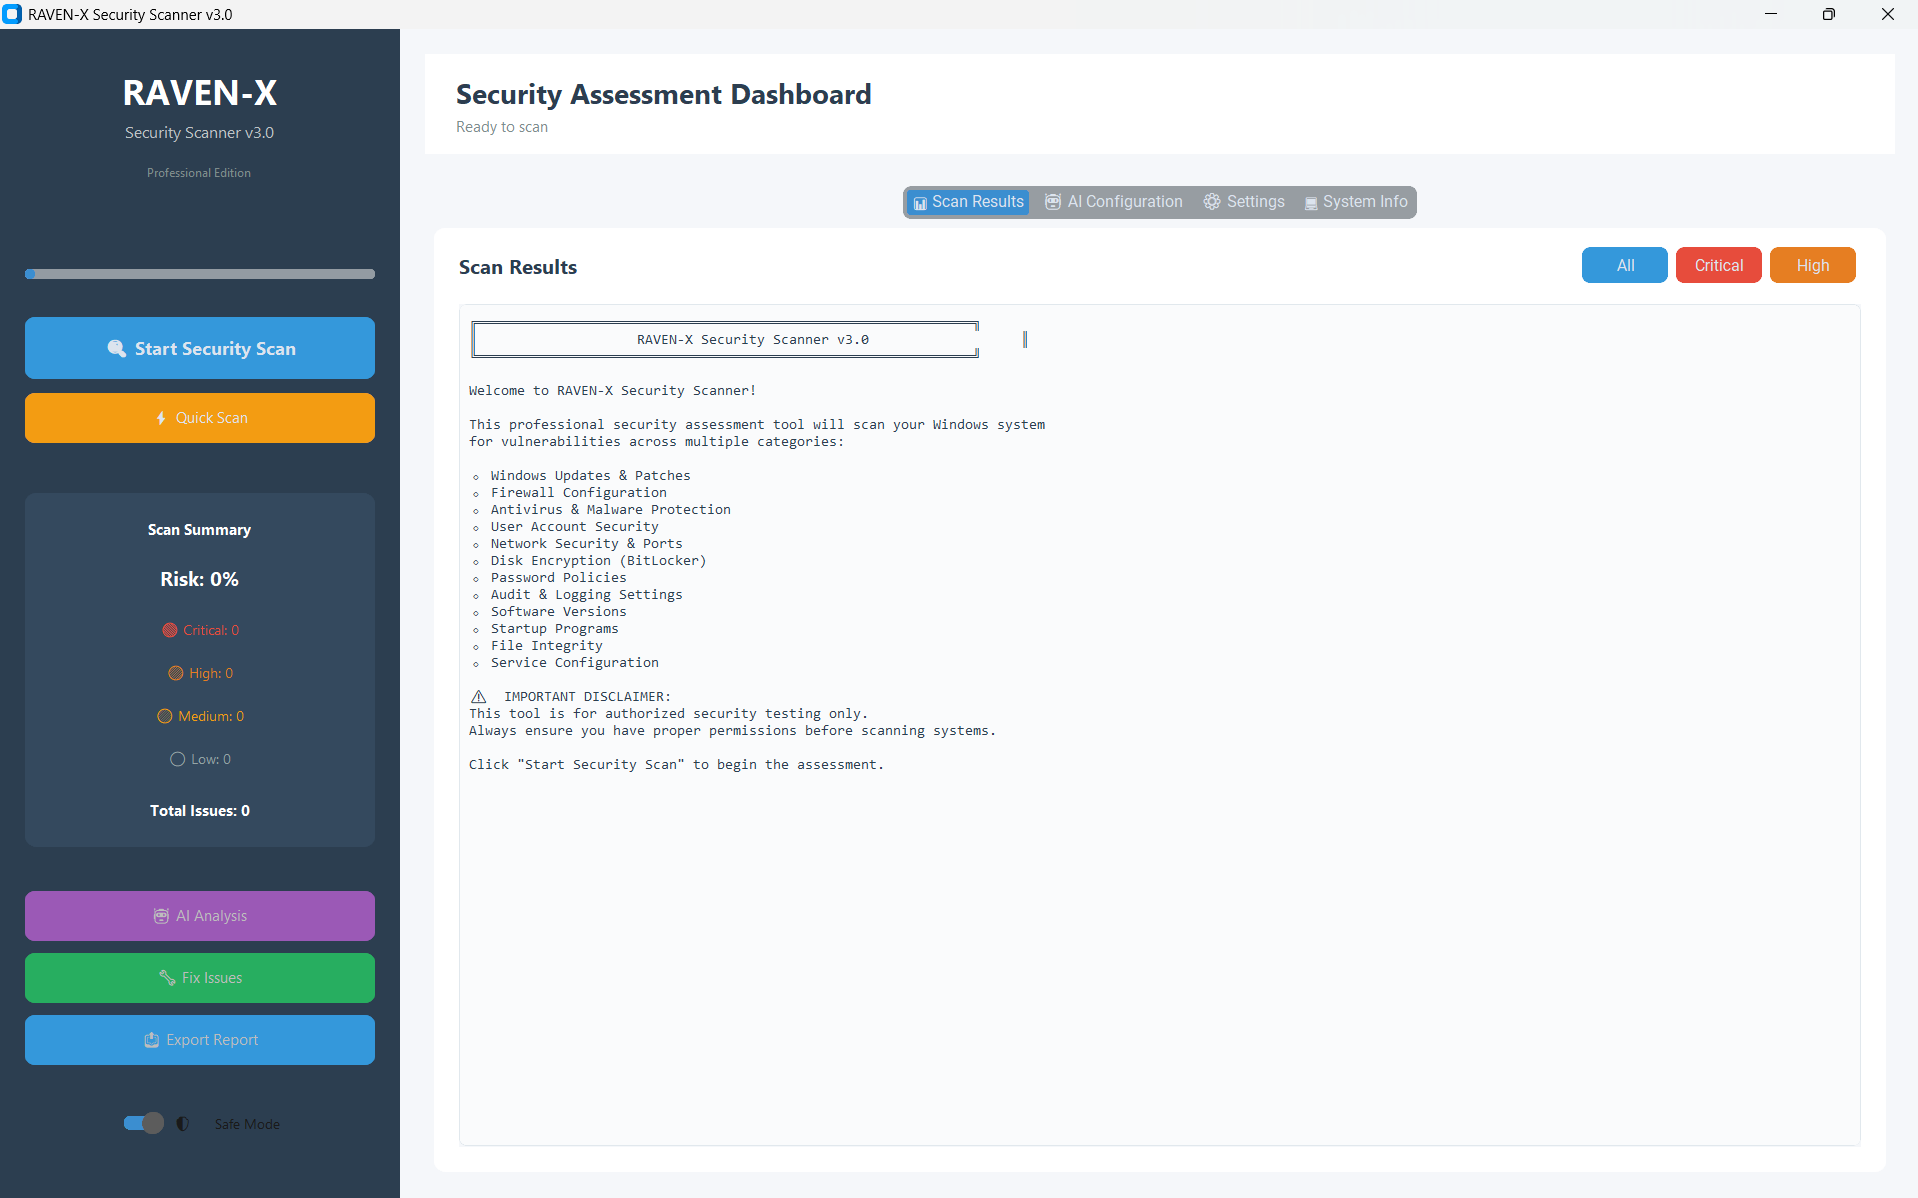 RAVEN-X Security Scanner v3.0
RAVEN-X
Security Scanner v3.0
Professional Edition
Start Security Scan
Quick Scan
Scan Summary
Risk: 0%
Critical: 0
High: 0
Medium: 0
Low: 0
Total Issues: 0
AI Analysis
Fix Issues
Export Report
Safe Mode
Security Assessment Dashboard
Ready to scan
Scan Results
AI Configuration
Settings
System Info
Scan Results
All
Critical
High
RAVEN-X Security Scanner v3.0
Welcome to RAVEN-X Security Scanner!
This professional security assessment tool will scan your Windows system
for vulnerabilities across multiple categories:
◦ Windows Updates & Patches
◦ Firewall Configuration
◦ Antivirus & Malware Protection
◦ User Account Security
◦ Network Security & Ports
◦ Disk Encryption (BitLocker)
◦ Password Policies
◦ Audit & Logging Settings
◦ Software Versions
◦ Startup Programs
◦ File Integrity
◦ Service Configuration
⚠ IMPORTANT DISCLAIMER:
This tool is for authorized security testing only.
Always ensure you have proper permissions before scanning systems.
Click "Start Security Scan" to begin the assessment.